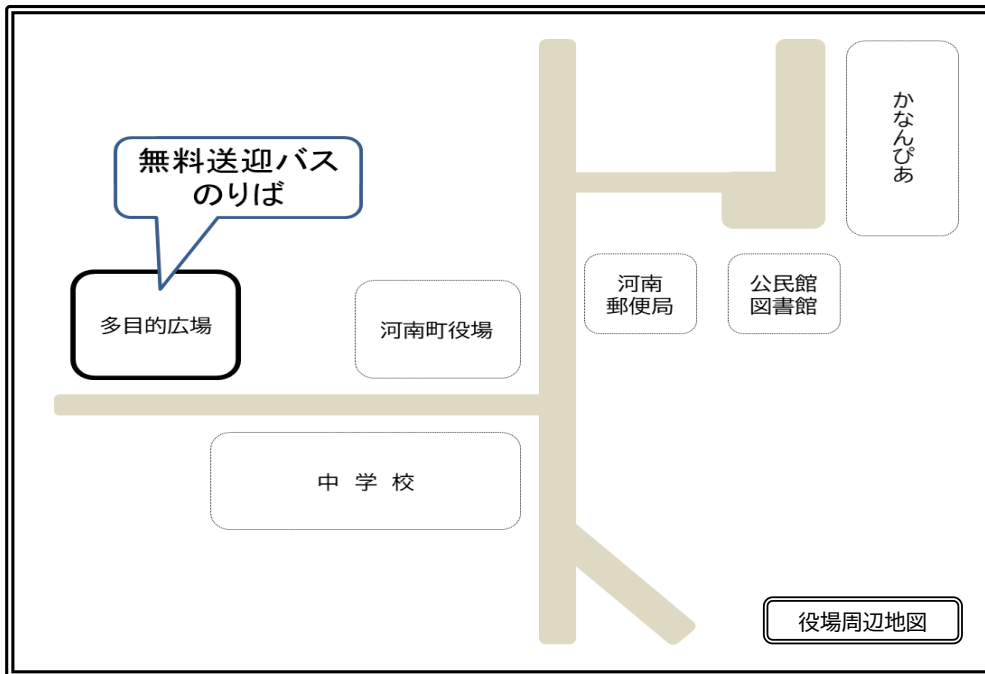 かなんぴあ
無料送迎バス
のりば
河南
郵便局
公民館
図書館
多目的広場
河南町役場
中学校
役場周辺地図